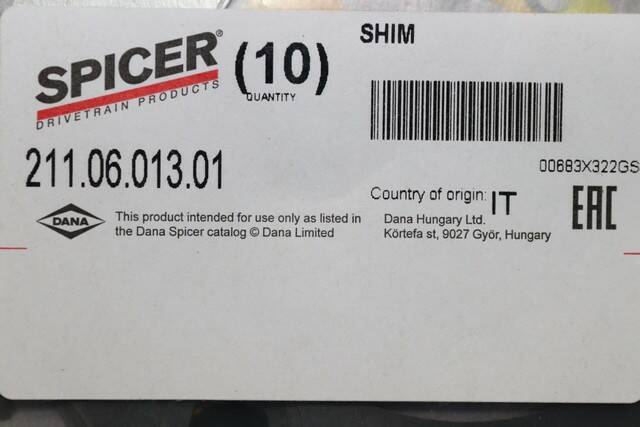 SPICER®
DRIVETRAIN PRODUCTS
(10)
QUANTITY
SHIM
211.06.013.01
00683X322GS
Country of origin: IT
EAC
DANA
This product intended for use only as listed in
the Dana Spicer catalog © Dana Limited
Dana Hungary Ltd.
Körtefa st, 9027 Györ, Hungary